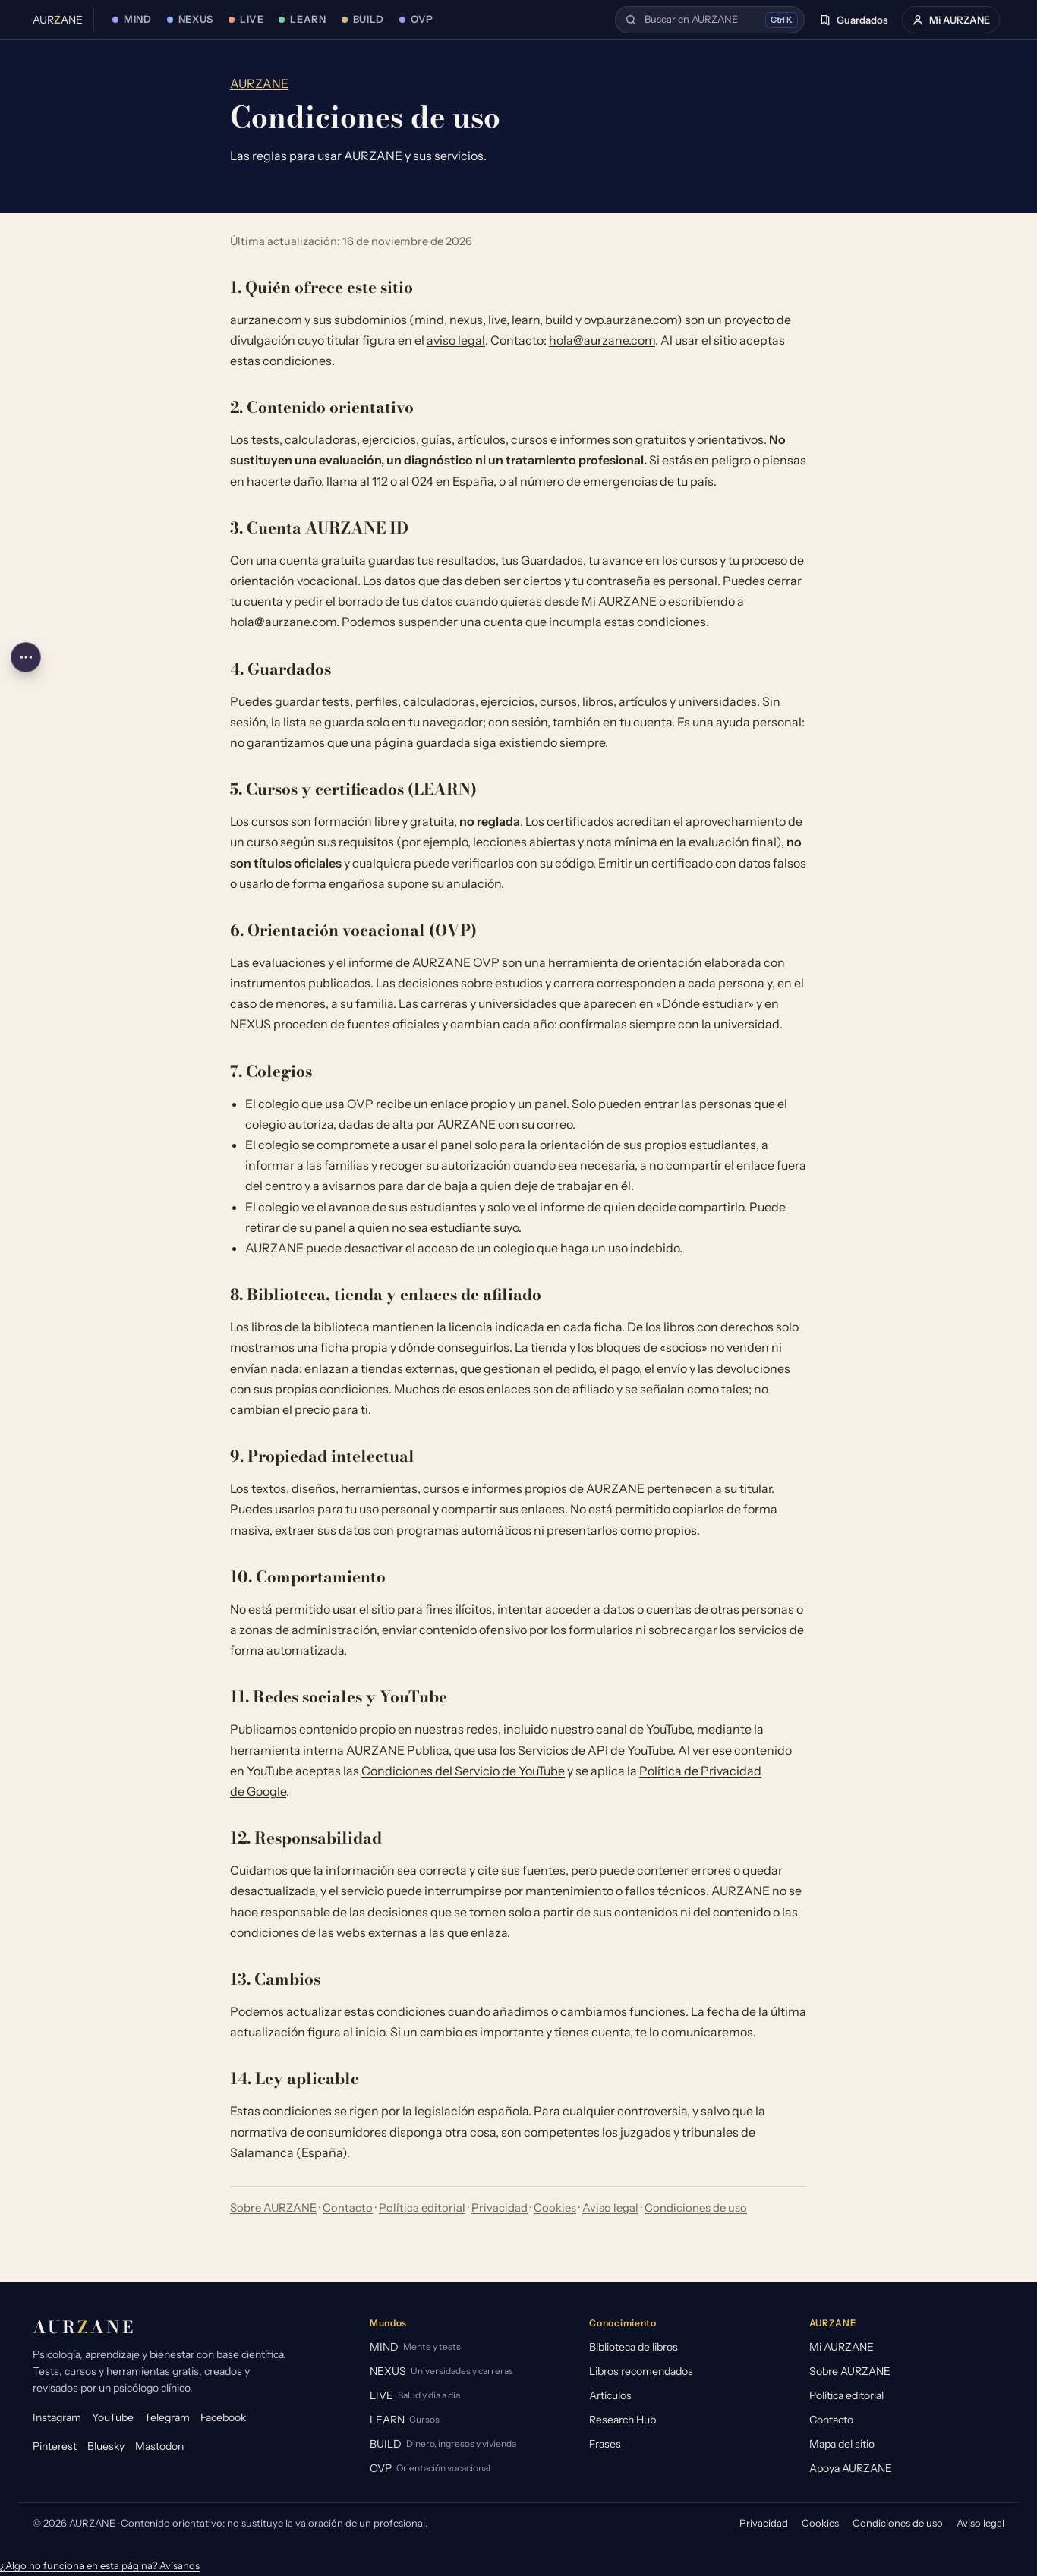 AURZANE
MIND
NEXUS
LIVE
LEARN
BUILD
OVP
Buscar en AURZANE
Ctrl K
Guardados
Mi AURZANE
AURZANE
Condiciones de uso
Las reglas para usar AURZANE y sus servicios.
Última actualización: 16 de noviembre de 2026
1. Quién ofrece este sitio
aurzane.com y sus subdominios (mind, nexus, live, learn, build y ovp.aurzane.com) son un proyecto de
divulgación cuyo titular figura en el aviso legal. Contacto: hola@aurzane.com. Al usar el sitio aceptas
estas condiciones.
2. Contenido orientativo
Los tests, calculadoras, ejercicios, guías, artículos, cursos e informes son gratuitos y orientativos. No
sustituyen una evaluación, un diagnóstico ni un tratamiento profesional. Si estás en peligro o piensas
en hacerte daño, llama al 112 o al 024 en España, o al número de emergencias de tu país.
3. Cuenta AURZANE ID
Con una cuenta gratuita guardas tus resultados, tus Guardados, tu avance en los cursos y tu proceso de
orientación vocacional. Los datos que das deben ser ciertos y tu contraseña es personal. Puedes cerrar
tu cuenta y pedir el borrado de tus datos cuando quieras desde Mi AURZANE o escribiendo a
hola@aurzane.com. Podemos suspender una cuenta que incumpla estas condiciones.
4. Guardados
Puedes guardar tests, perfiles, calculadoras, ejercicios, cursos, libros, artículos y universidades. Sin
sesión, la lista se guarda solo en tu navegador; con sesión, también en tu cuenta. Es una ayuda personal:
no garantizamos que una página guardada siga existiendo siempre.
5. Cursos y certificados (LEARN)
Los cursos son formación libre y gratuita, no reglada. Los certificados acreditan el aprovechamiento de
un curso según sus requisitos (por ejemplo, lecciones abiertas y nota mínima en la evaluación final), no
son títulos oficiales y cualquiera puede verificarlos con su código. Emitir un certificado con datos falsos
o usarlo de forma engañosa supone su anulación.
6. Orientación vocacional (OVP)
Las evaluaciones y el informe de AURZANE OVP son una herramienta de orientación elaborada con
instrumentos publicados. Las decisiones sobre estudios y carrera corresponden a cada persona y, en el
caso de menores, a su familia. Las carreras y universidades que aparecen en «Dónde estudiar» y en
NEXUS proceden de fuentes oficiales y cambian cada año: confírmalas siempre con la universidad.
7. Colegios
• El colegio que usa OVP recibe un enlace propio y un panel. Solo pueden entrar las personas que el
colegio autoriza, dadas de alta por AURZANE con su correo.
• El colegio se compromete a usar el panel solo para la orientación de sus propios estudiantes, a
informar a las familias y recoger su autorización cuando sea necesaria, a no compartir el enlace fuera
del centro y a avisarnos para dar de baja a quien deje de trabajar en él.
• El colegio ve el avance de sus estudiantes y solo ve el informe de quien decide compartirlo. Puede
retirar de su panel a quien no sea estudiante suyo.
• AURZANE puede desactivar el acceso de un colegio que haga un uso indebido.
8. Biblioteca, tienda y enlaces de afiliado
Los libros de la biblioteca mantienen la licencia indicada en cada ficha. De los libros con derechos solo
mostramos una ficha propia y dónde conseguirlos. La tienda y los bloques de «socios» no venden ni
envían nada: enlazan a tiendas externas, que gestionan el pedido, el pago, el envío y las devoluciones
con sus propias condiciones. Muchos de esos enlaces son de afiliado y se señalan como tales; no
cambian el precio para ti.
9. Propiedad intelectual
Los textos, diseños, herramientas, cursos e informes propios de AURZANE pertenecen a su titular.
Puedes usarlos para tu uso personal y compartir sus enlaces. No está permitido copiarlos de forma
masiva, extraer sus datos con programas automáticos ni presentarlos como propios.
10. Comportamiento
No está permitido usar el sitio para fines ilícitos, intentar acceder a datos o cuentas de otras personas o
a zonas de administración, enviar contenido ofensivo por los formularios ni sobrecargar los servicios de
forma automatizada.
11. Redes sociales y YouTube
Publicamos contenido propio en nuestras redes, incluido nuestro canal de YouTube, mediante la
herramienta interna AURZANE Publica, que usa los Servicios de API de YouTube. Al ver ese contenido
en YouTube aceptas las Condiciones del Servicio de YouTube y se aplica la Política de Privacidad
de Google.
12. Responsabilidad
Cuidamos que la información sea correcta y cite sus fuentes, pero puede contener errores o quedar
desactualizada, y el servicio puede interrumpirse por mantenimiento o fallos técnicos. AURZANE no se
hace responsable de las decisiones que se tomen solo a partir de sus contenidos ni del contenido o las
condiciones de las webs externas a las que enlaza.
13. Cambios
Podemos actualizar estas condiciones cuando añadimos o cambiamos funciones. La fecha de la última
actualización figura al inicio. Si un cambio es importante y tienes cuenta, te lo comunicaremos.
14. Ley aplicable
Estas condiciones se rigen por la legislación española. Para cualquier controversia, y salvo que la
normativa de consumidores disponga otra cosa, son competentes los juzgados y tribunales de
Salamanca (España).
Sobre AURZANE · Contacto · Política editorial · Privacidad · Cookies · Aviso legal · Condiciones de uso
AURZANE
Psicología, aprendizaje y bienestar con base científica.
Tests, cursos y herramientas gratis, creados y
revisados por un psicólogo clínico.
Instagram YouTube Telegram Facebook
Pinterest Bluesky Mastodon
Mundos
MIND Mente y tests
NEXUS Universidades y carreras
LIVE Salud y día a día
LEARN Cursos
BUILD Dinero, ingresos y vivienda
OVP Orientación vocacional
Conocimiento
Biblioteca de libros
Libros recomendados
Artículos
Research Hub
Frases
AURZANE
Mi AURZANE
Sobre AURZANE
Política editorial
Contacto
Mapa del sitio
Apoya AURZANE
© 2026 AURZANE · Contenido orientativo: no sustituye la valoración de un profesional.
Privacidad Cookies Condiciones de uso Aviso legal
¿Algo no funciona en esta página? Avísanos